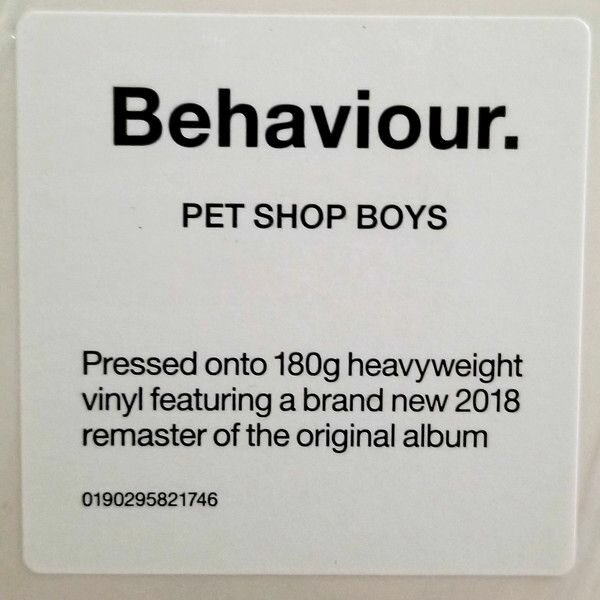 Behaviour.
PET SHOP BOYS
Pressed onto 180g heavyweight
vinyl featuring a brand new 2018
remaster of the original album
0190295821746